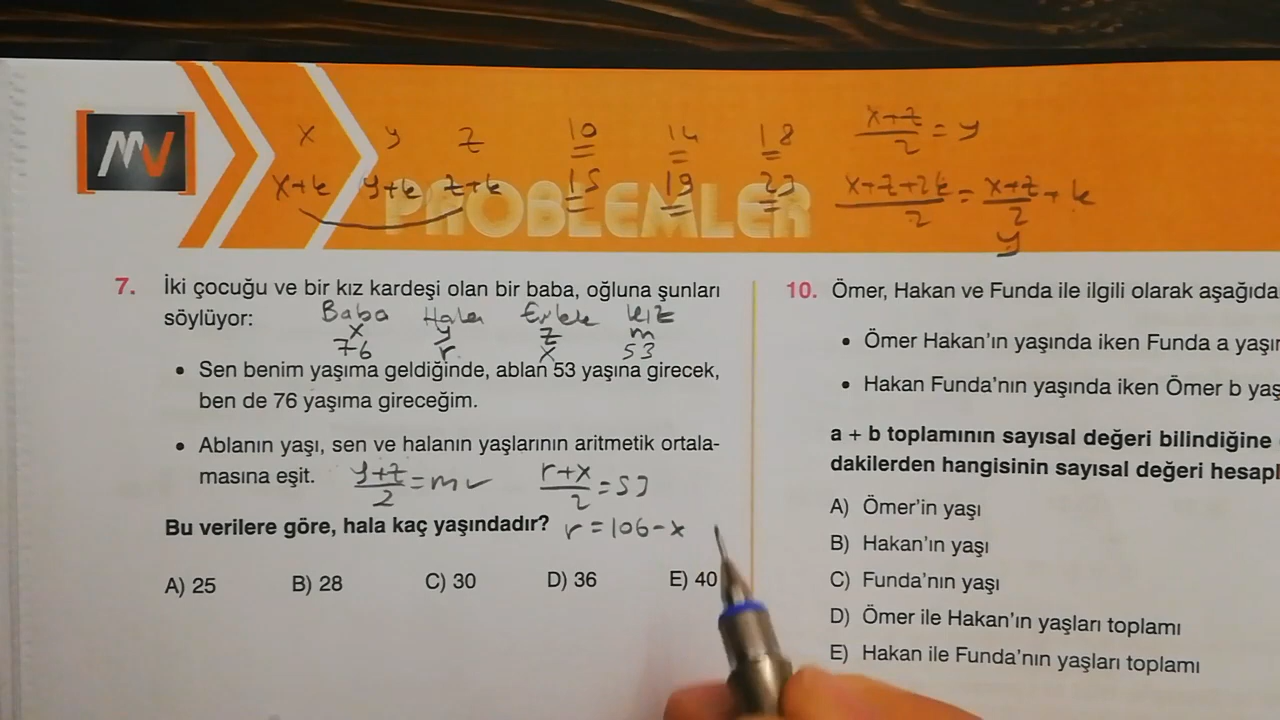 MV
x y z 10 14 18 x+z/2 = y
x+k y+k z+k 15 19 23 x+z+2k/2 = x+z/2 + k
y
PROBLEMLER
7. İki çocuğu ve bir kız kardeşi olan bir baba, oğluna şunları
söylüyor: Baba Hala Erkek kız
x y z m
76 r x 53
• Sen benim yaşıma geldiğinde, ablan 53 yaşına girecek,
ben de 76 yaşıma gireceğim.
• Ablanın yaşı, sen ve halanın yaşlarının aritmetik ortala-
masına eşit. y+z/2 = m r+x/2 = 53
Bu verilere göre, hala kaç yaşındadır? r = 106-x
A) 25 B) 28 C) 30 D) 36 E) 40
10. Ömer, Hakan ve Funda ile ilgili olarak aşağıda
• Ömer Hakan'ın yaşında iken Funda a yaşın
• Hakan Funda'nın yaşında iken Ömer b yaş
a + b toplamının sayısal değeri bilindiğine
dakilerden hangisinin sayısal değeri hesapl
A) Ömer'in yaşı
B) Hakan'ın yaşı
C) Funda'nın yaşı
D) Ömer ile Hakan'ın yaşları toplamı
E) Hakan ile Funda'nın yaşları toplamı